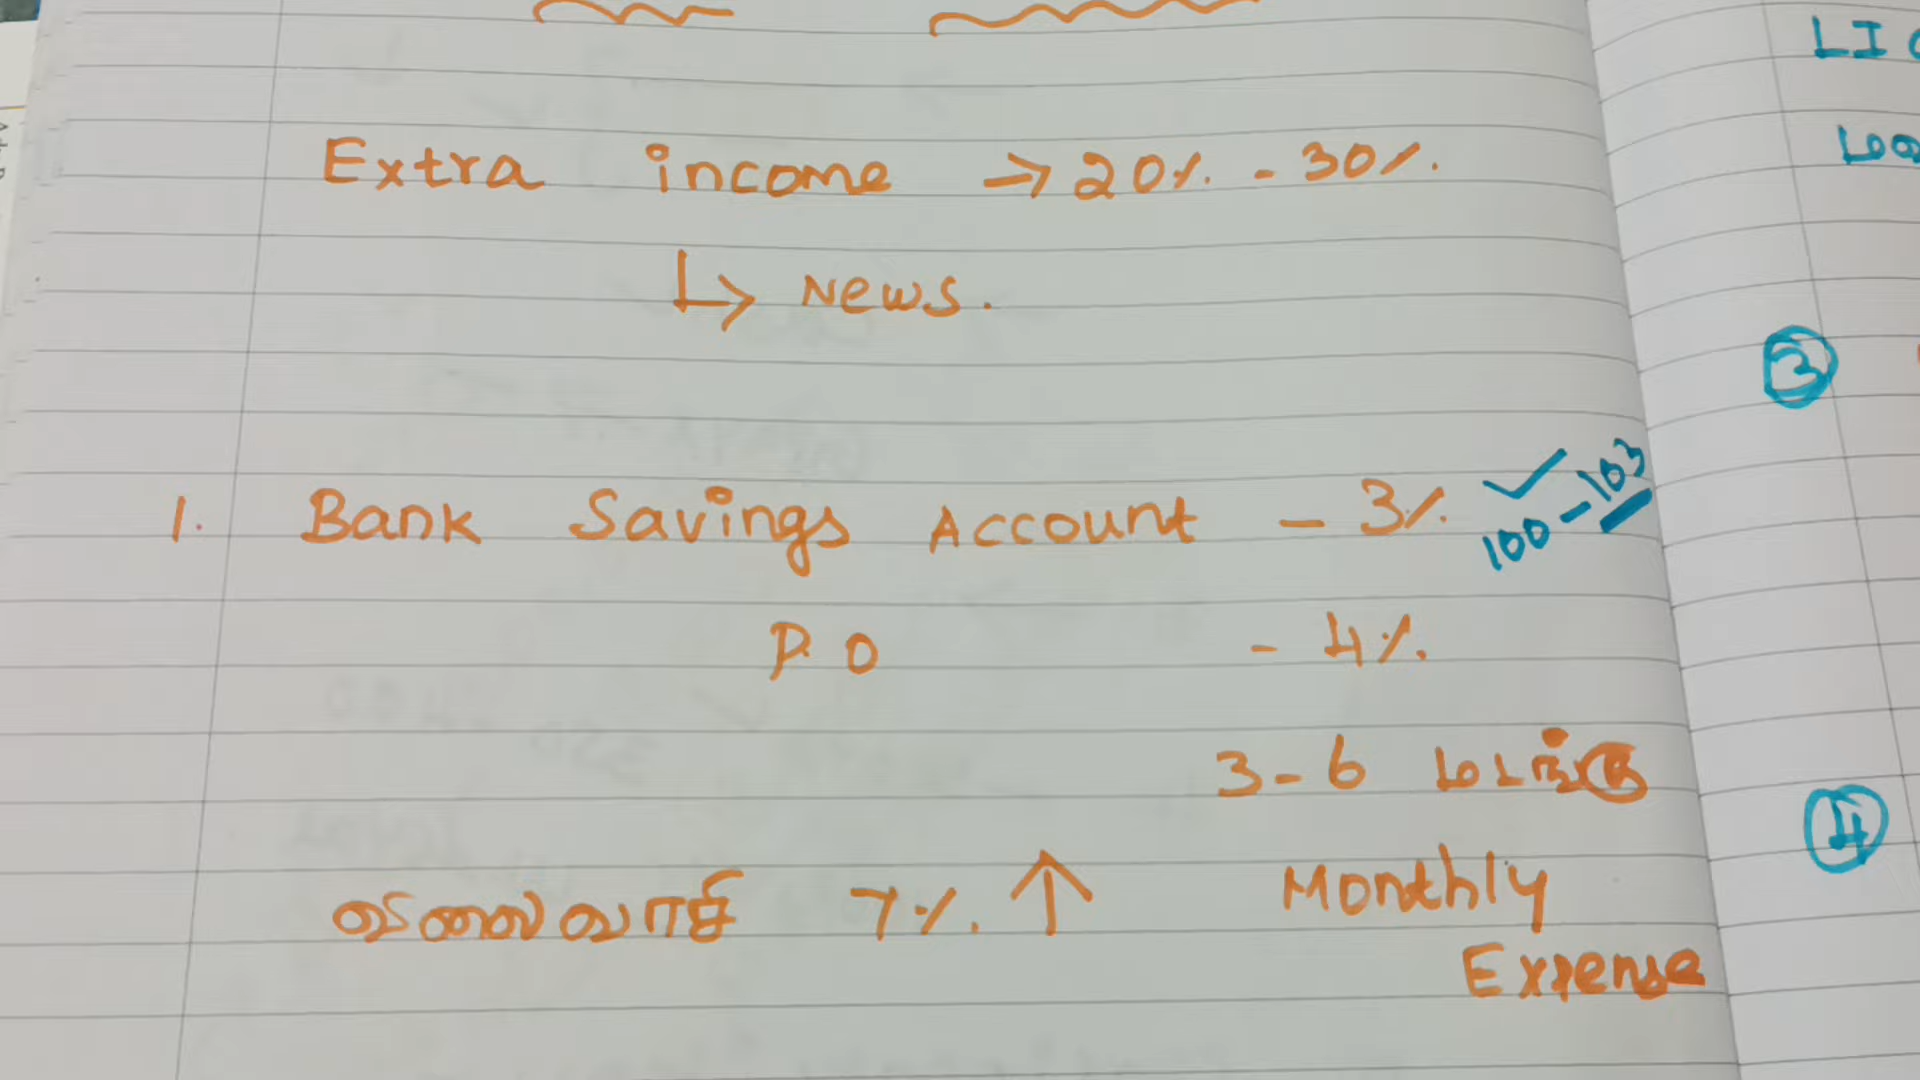 Extra income → 20% - 30%.
↳ News.
1. Bank Savings Account - 3% ✓
100 - 103
P.O - 4%.
3-6 மடங்கு
விலைவாசி 7%. ↑ Monthly
Expense
LI
3
4